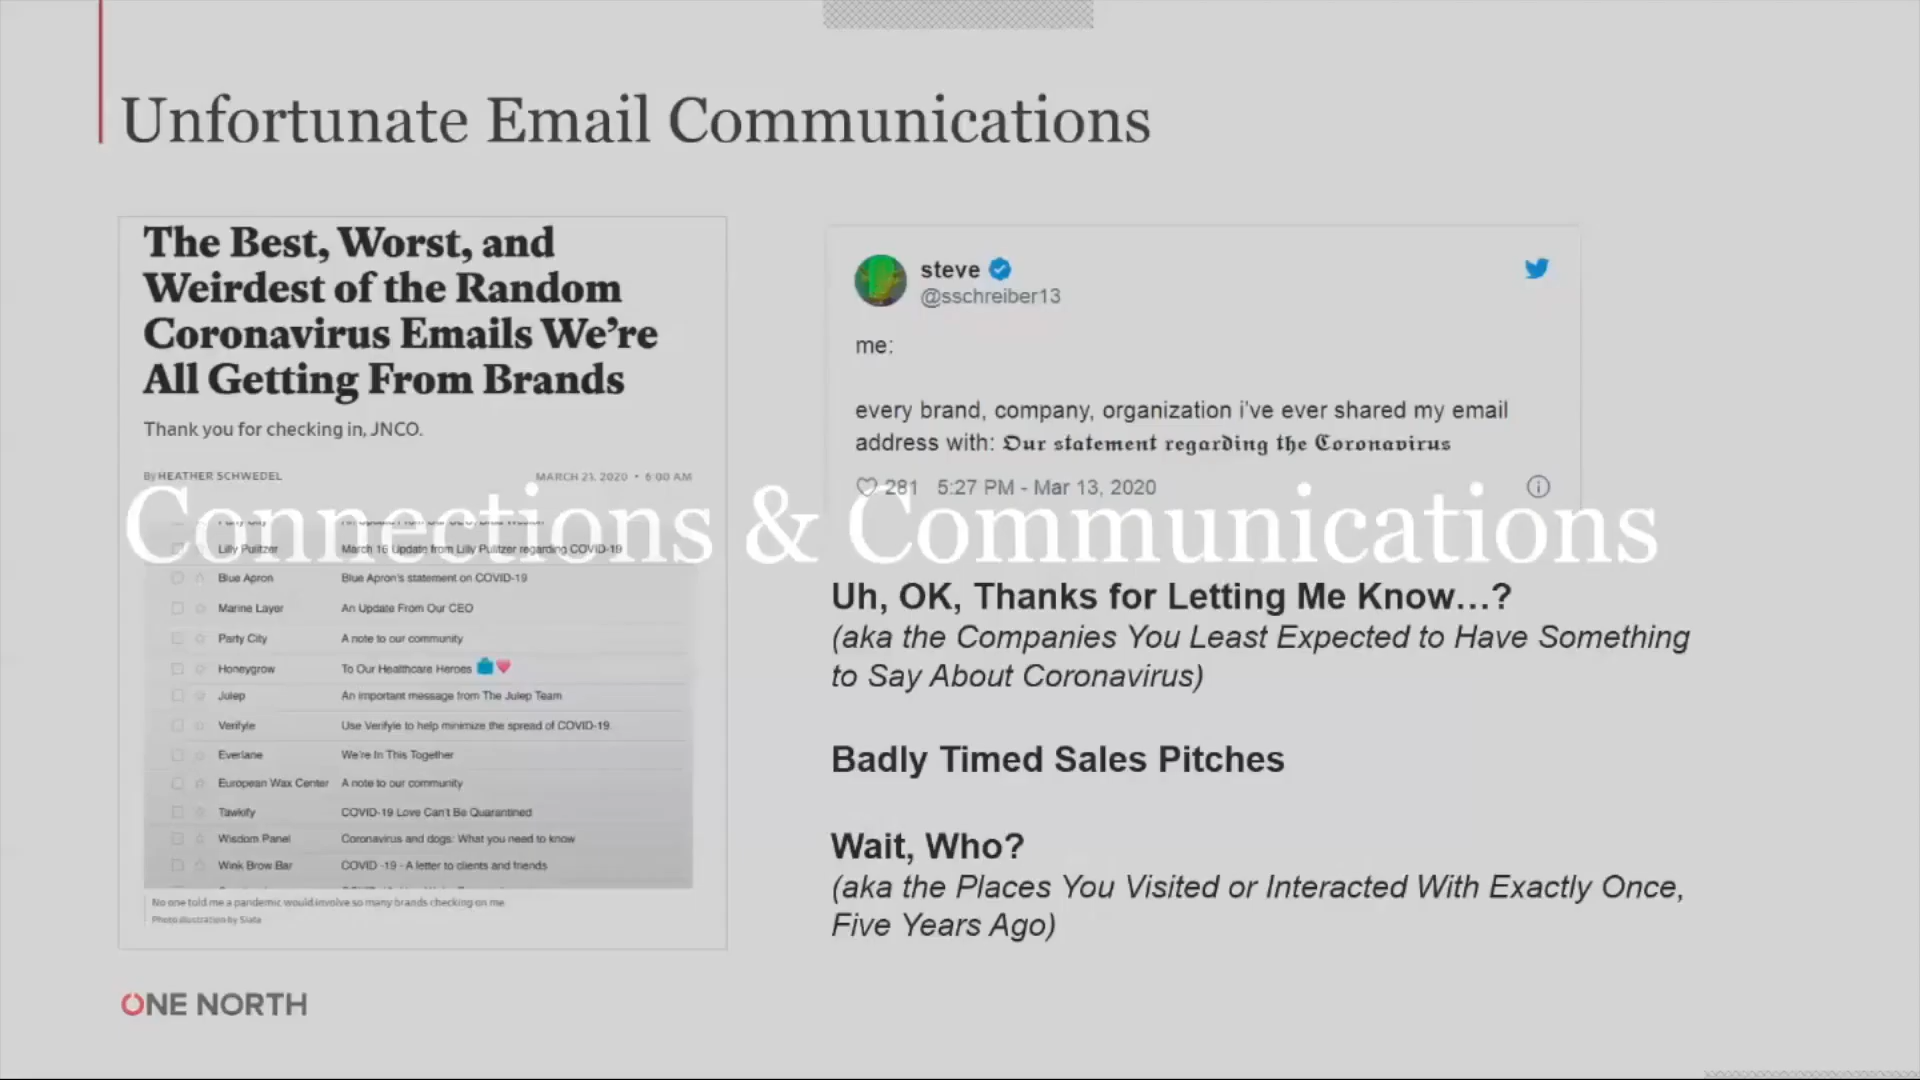 Unfortunate Email Communications
The Best, Worst, and
Weirdest of the Random
Coronavirus Emails We're
All Getting From Brands
Thank you for checking in, JNCO.
By HEATHER SCHWEDEL MARCH 23, 2020 • 6:00 AM
Party City An Update From Our CEO, Brad Weston
Lilly Pulitzer March 16 Update from Lilly Pulitzer regarding COVID-19
Blue Apron Blue Apron's statement on COVID-19
Marine Layer An Update From Our CEO
Party City A note to our community
Honeygrow To Our Healthcare Heroes
Julep An important message from The Julep Team
Verifyle Use Verifyle to help minimize the spread of COVID-19
Everlane We're In This Together
European Wax Center A note to our community
Tawkify COVID-19 Love Can't Be Quarantined
Wisdom Panel Coronavirus and dogs: What you need to know
Wink Brow Bar COVID -19 - A letter to clients and friends
No one told me a pandemic would involve so many brands checking on me
Photo illustration by Slate
steve
@sschreiber13
me:
every brand, company, organization i've ever shared my email
address with: 𝕺𝖚𝖗 𝖘𝖙𝖆𝖙𝖊𝖒𝖊𝖓𝖙 𝖗𝖊𝖌𝖆𝖗𝖉𝖎𝖓𝖌 𝖙𝖍𝖊 𝕮𝖔𝖗𝖔𝖓𝖆𝖛𝖎𝖗𝖚𝖘
281 5:27 PM - Mar 13, 2020
Connections & Communications
Uh, OK, Thanks for Letting Me Know…?
(aka the Companies You Least Expected to Have Something
to Say About Coronavirus)
Badly Timed Sales Pitches
Wait, Who?
(aka the Places You Visited or Interacted With Exactly Once,
Five Years Ago)
ONE NORTH